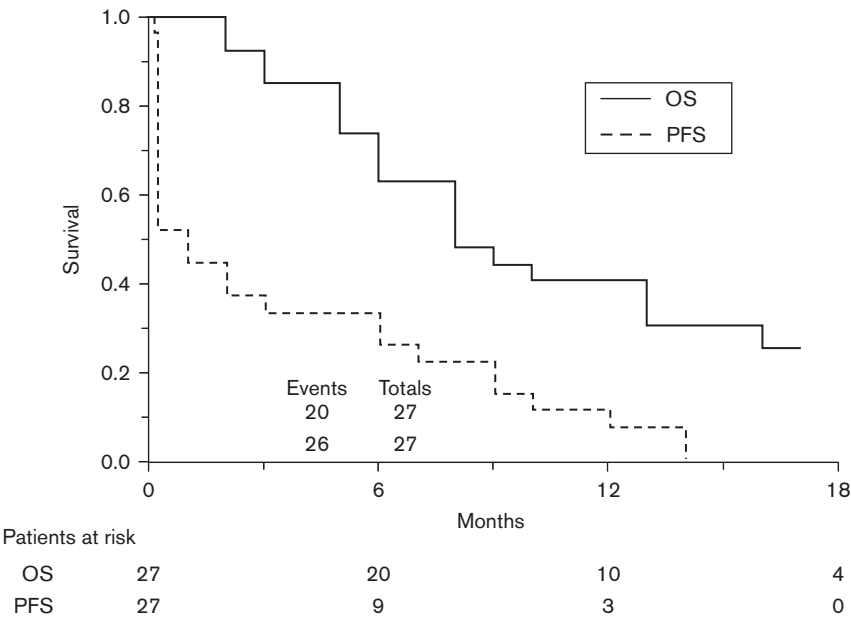 1.0
0.8
0.6
0.4
0.2
0.0
Survival
OS
PFS
Events Totals
20 27
26 27
0 6 12 18
Months
Patients at risk
OS 27 20 10 4
PFS 27 9 3 0